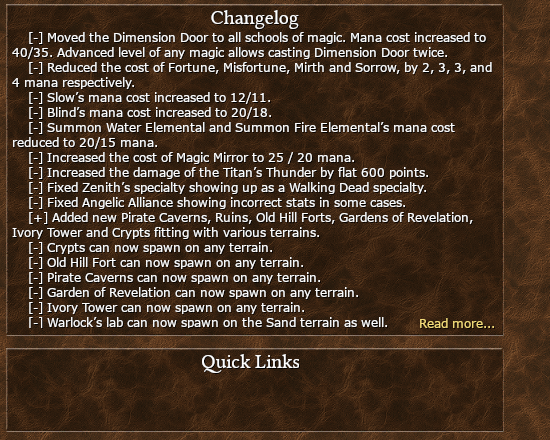 Changelog
[-] Moved the Dimension Door to all schools of magic. Mana cost increased to
40/35. Advanced level of any magic allows casting Dimension Door twice.
[-] Reduced the cost of Fortune, Misfortune, Mirth and Sorrow, by 2, 3, 3, and
4 mana respectively.
[-] Slow's mana cost increased to 12/11.
[-] Blind's mana cost increased to 20/18.
[-] Summon Water Elemental and Summon Fire Elemental's mana cost
reduced to 20/15 mana.
[-] Increased the cost of Magic Mirror to 25 / 20 mana.
[-] Increased the damage of the Titan's Thunder by flat 600 points.
[-] Fixed Zenith's specialty showing up as a Walking Dead specialty.
[-] Fixed Angelic Alliance showing incorrect stats in some cases.
[+] Added new Pirate Caverns, Ruins, Old Hill Forts, Gardens of Revelation,
Ivory Tower and Crypts fitting with various terrains.
[-] Crypts can now spawn on any terrain.
[-] Old Hill Fort can now spawn on any terrain.
[-] Pirate Caverns can now spawn on any terrain.
[-] Garden of Revelation can now spawn on any terrain.
[-] Ivory Tower can now spawn on any terrain.
[-] Warlock's lab can now spawn on the Sand terrain as well.
Read more...
Quick Links